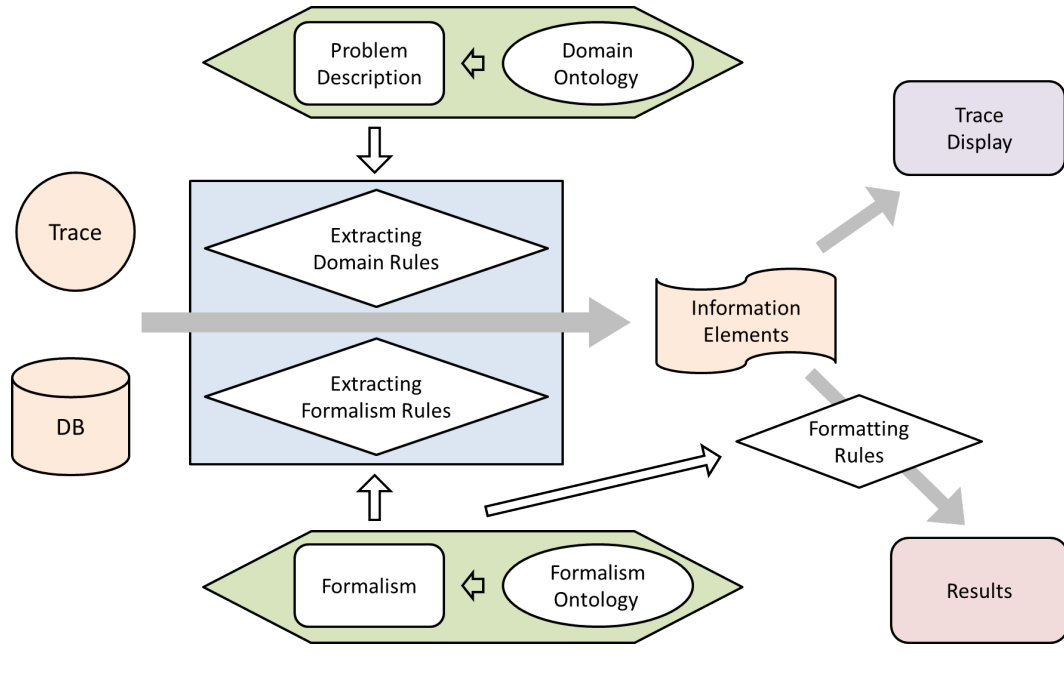 Problem
Description
Domain
Ontology
Trace
Display
Trace
Extracting
Domain Rules
Information
Elements
Extracting
Formalism Rules
DB
Formatting
Rules
Formalism
Formalism
Ontology
Results